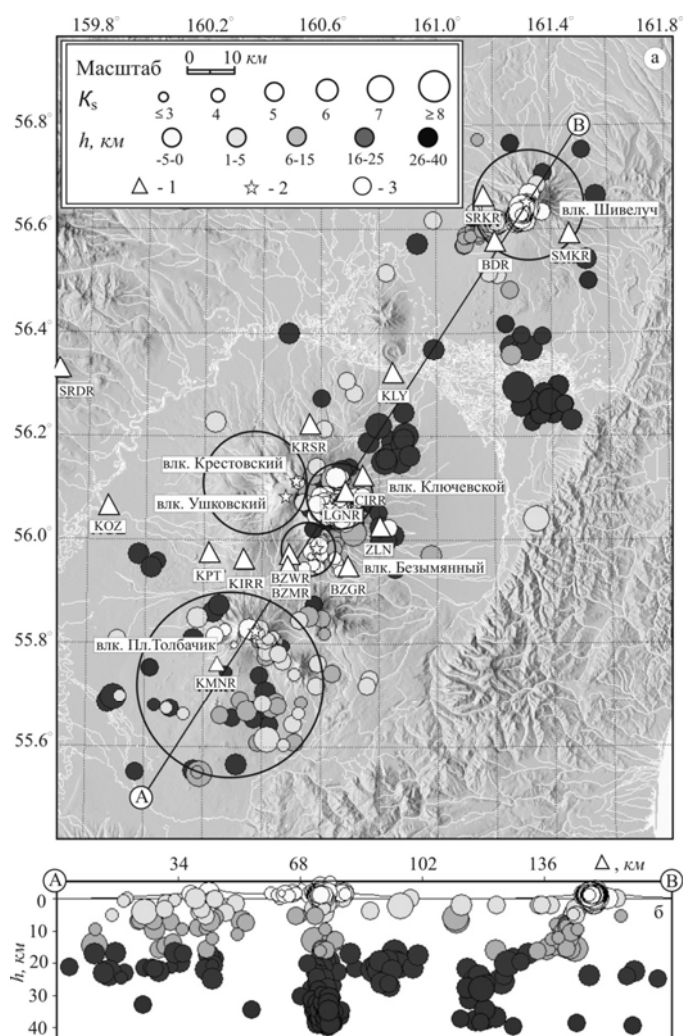 159.8° 160.2° 160.6° 161.0° 161.4° 161.8°
а
Масштаб 0 10 км
Ks ≤3 4 5 6 7 ≥8
h, км -5-0 1-5 6-15 16-25 26-40
- 1 - 2 - 3
56.8°
B
SRKR влк. Шивелуч
56.6°
BDR SMKR
56.4°
SRDR
KLY
KRSR
56.2°
влк. Крестовский
CIRR влк. Ключевской
влк. Ушковский
LGNR
KOZ
56.0°
ZLN
KPT KIRR BZWR влк. Безымянный
BZMR BZGR
55.8°
влк. Пл.Толбачик
KMNR
55.6°
A
A 34 68 102 136 Δ, км B
0
б
10
h, км
20
30
40